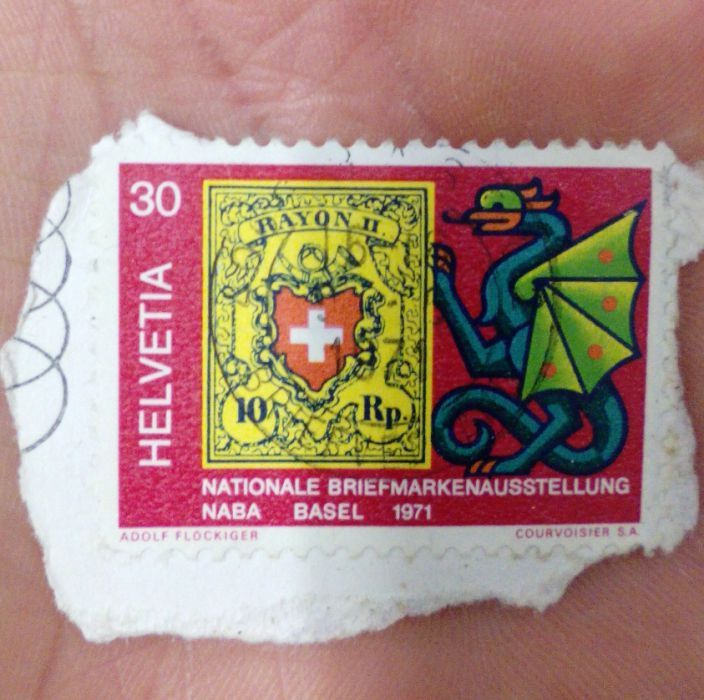 30
HELVETIA
RAYON II
10 Rp.
NATIONALE BRIEFMARKENAUSSTELLUNG
NABA BASEL 1971
ADOLF FLÜCKIGER
COURVOISIER S.A.